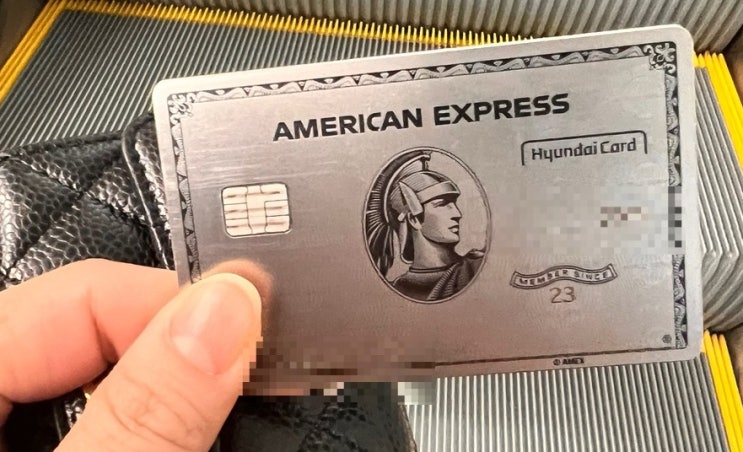 AMERICAN EXPRESS
Hyundai Card
MEMBER SINCE
23
© AMEX